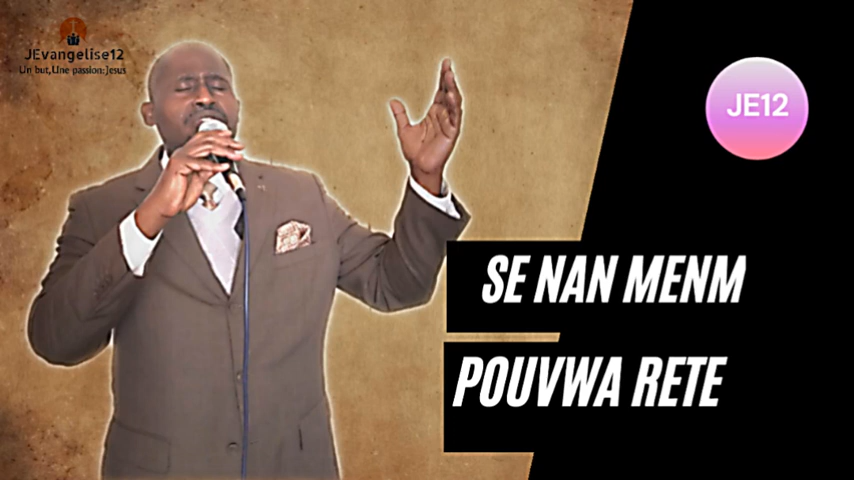 JEvangelise12
Un but,Une passion:Jesus
JE12
SE NAN MENM
POUVWA RETE